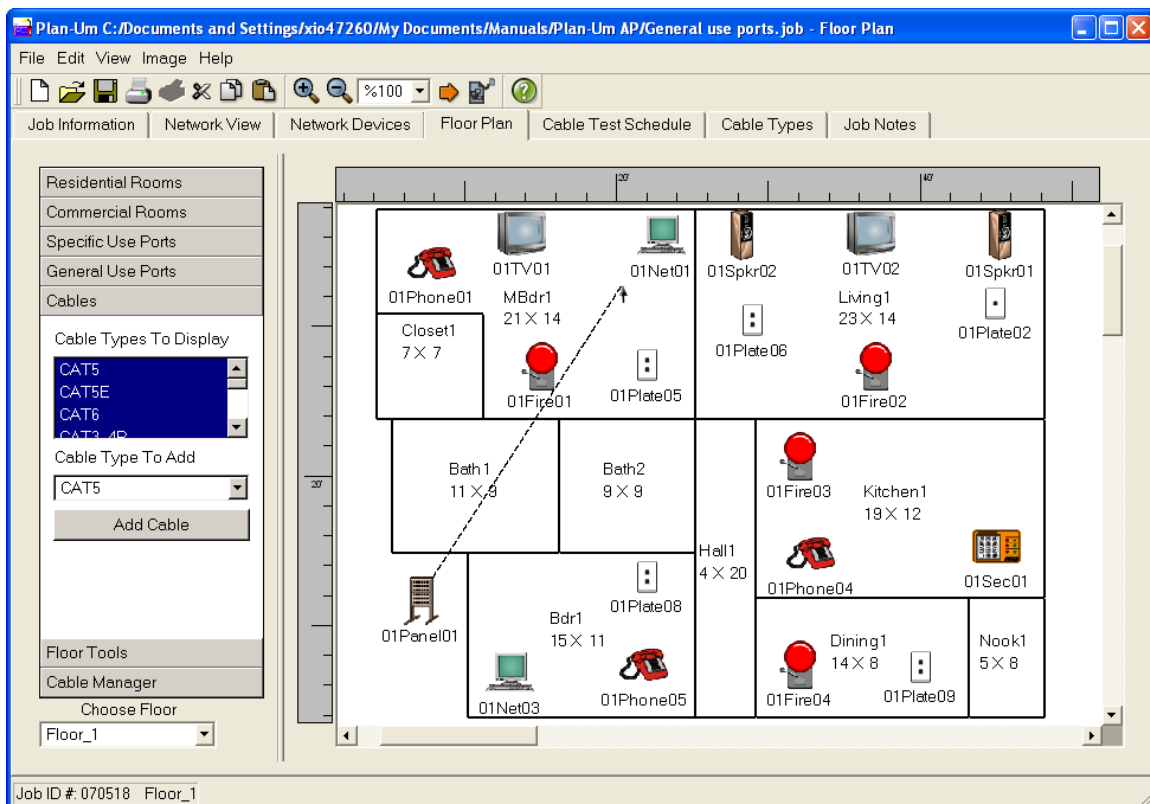 Plan-Um C:/Documents and Settings/xio47260/My Documents/Manuals/Plan-Um AP/General use ports.job - Floor Plan
File Edit View Image Help
%100
Job Information Network View Network Devices Floor Plan Cable Test Schedule Cable Types Job Notes
Residential Rooms
Commercial Rooms
Specific Use Ports
General Use Ports
Cables
Cable Types To Display
CAT5
CAT5E
CAT6
CAT3-4P
Cable Type To Add
CAT5
Add Cable
Floor Tools
Cable Manager
Choose Floor
Floor_1
20' 40'
20'
01TV01 01Net01 01Spkr02 01TV02 01Spkr01
01Phone01 MBdr1 Living1
21 X 14 23 X 14
Closet1 01Plate06 01Plate02
7 X 7
01Fire01 01Plate05 01Fire02
Bath1 Bath2 01Fire03 Kitchen1
11 X 9 9 X 9 19 X 12
Hall1
4 X 20
01Phone04 01Sec01
01Panel01 Bdr1 01Plate08
15 X 11
Dining1 Nook1
14 X 8 5 X 8
01Net03 01Phone05 01Fire04 01Plate09
Job ID #: 070518 Floor_1